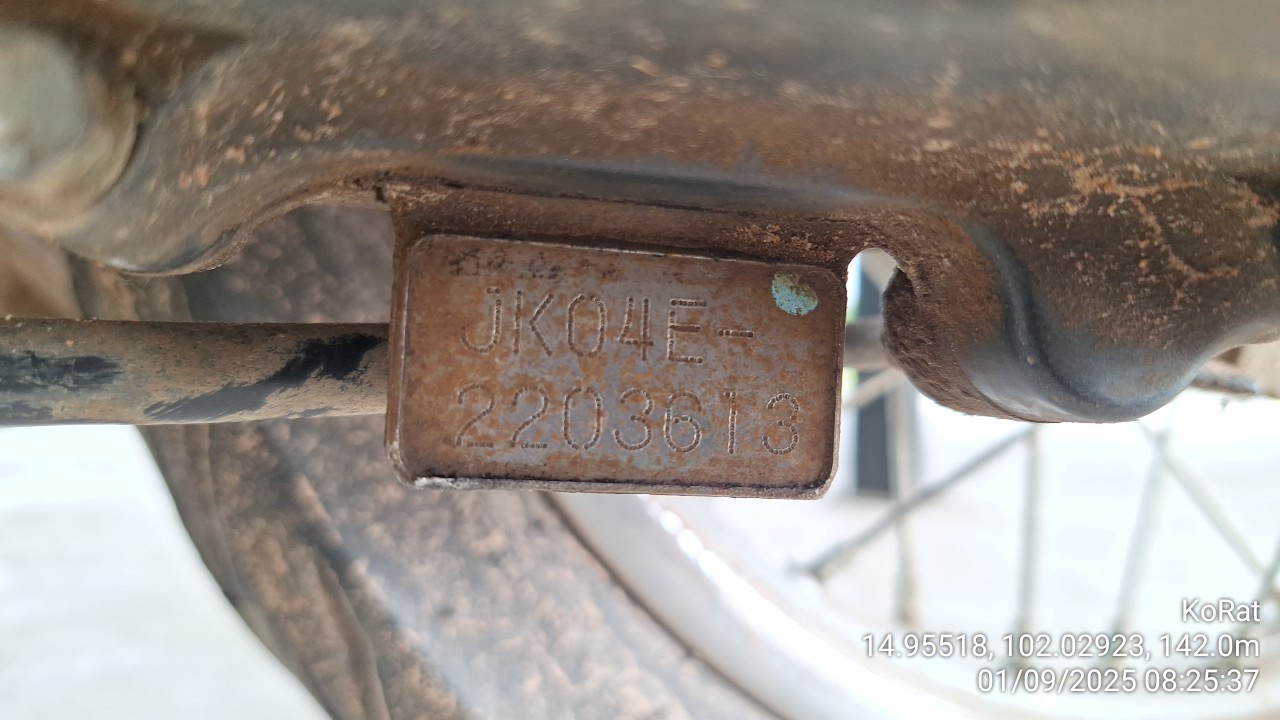 JK04E-
2203613
KoRat
14.95518, 102.02923, 142.0m
01/09/2025 08:25:37